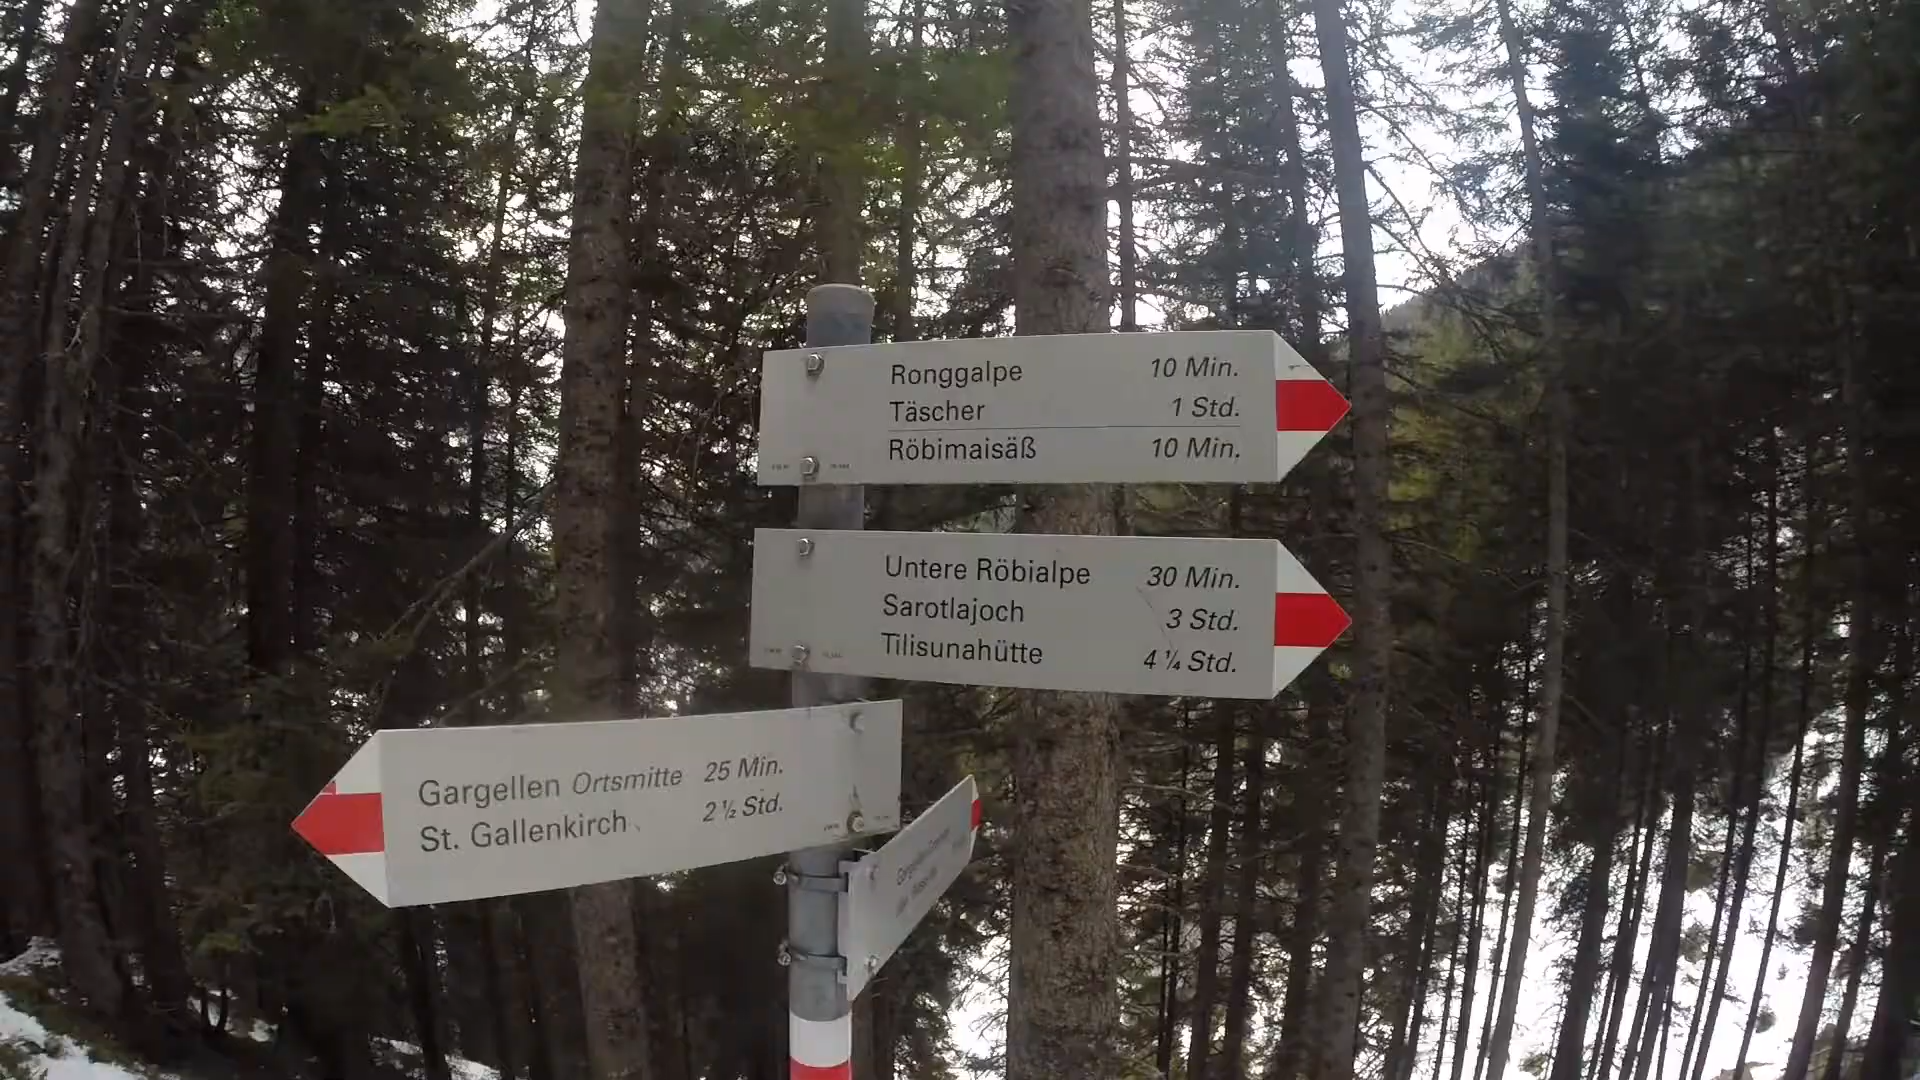 Ronggalpe 10 Min.
Täscher 1 Std.
Röbimaisäß 10 Min.
Untere Röbialpe 30 Min.
Sarotlajoch 3 Std.
Tilisunahütte 4 ¼ Std.
Gargellen Ortsmitte 25 Min.
St. Gallenkirch 2 ½ Std.
Gargellen